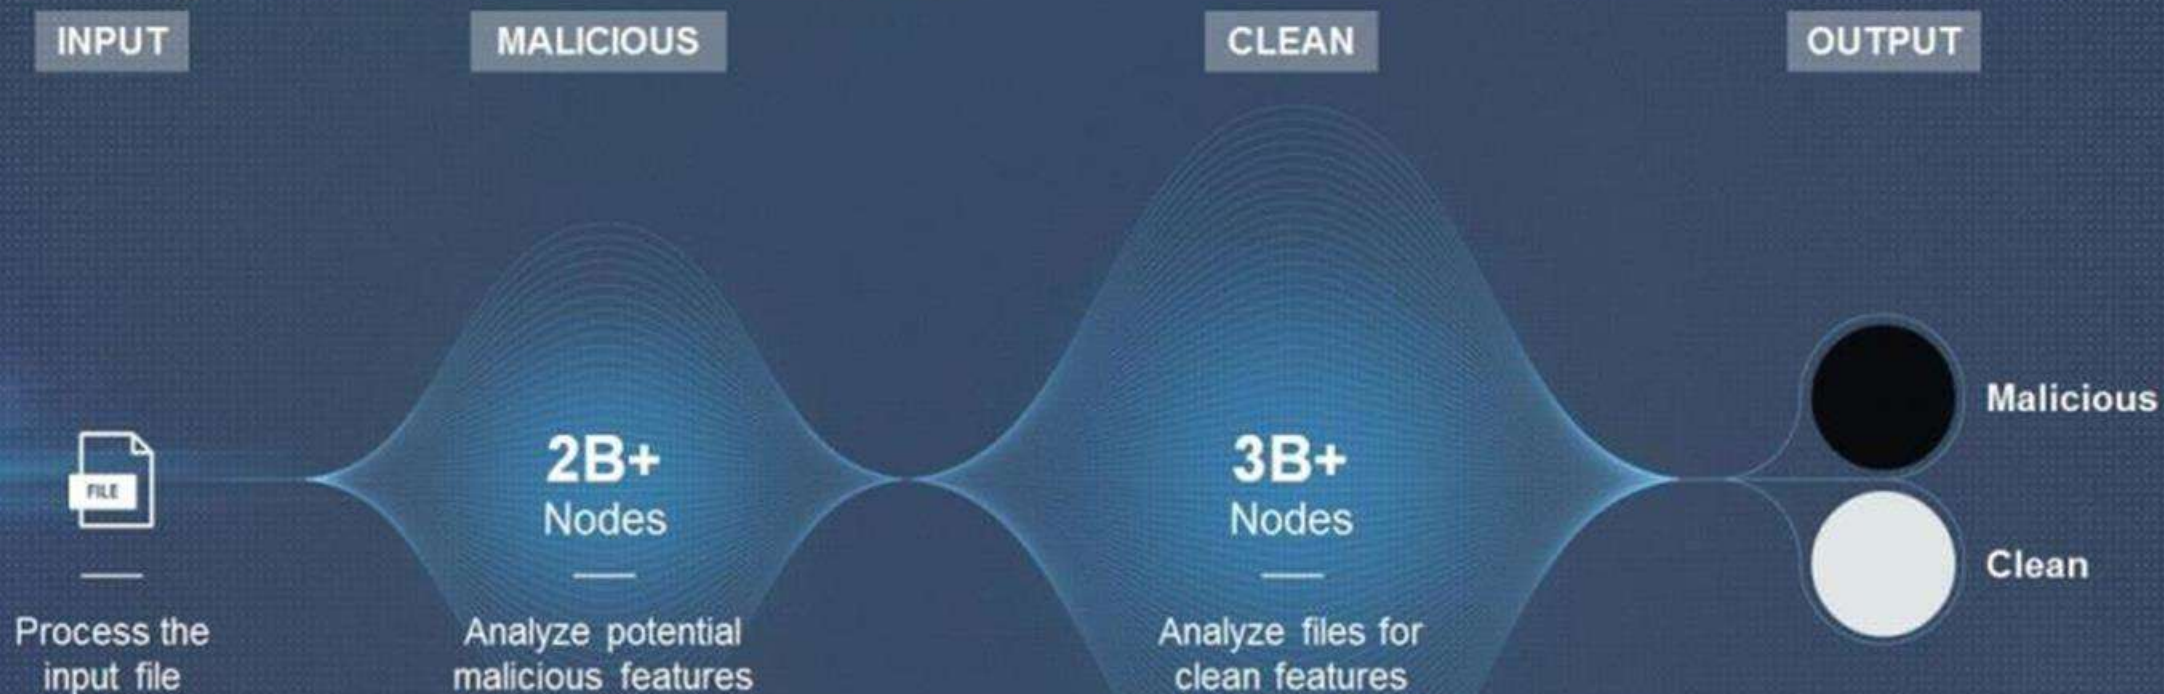 INPUT
MALICIOUS
CLEAN
OUTPUT
FILE
Process the
input file
2B+
Nodes
Analyze potential
malicious features
3B+
Nodes
Analyze files for
clean features
Malicious
Clean